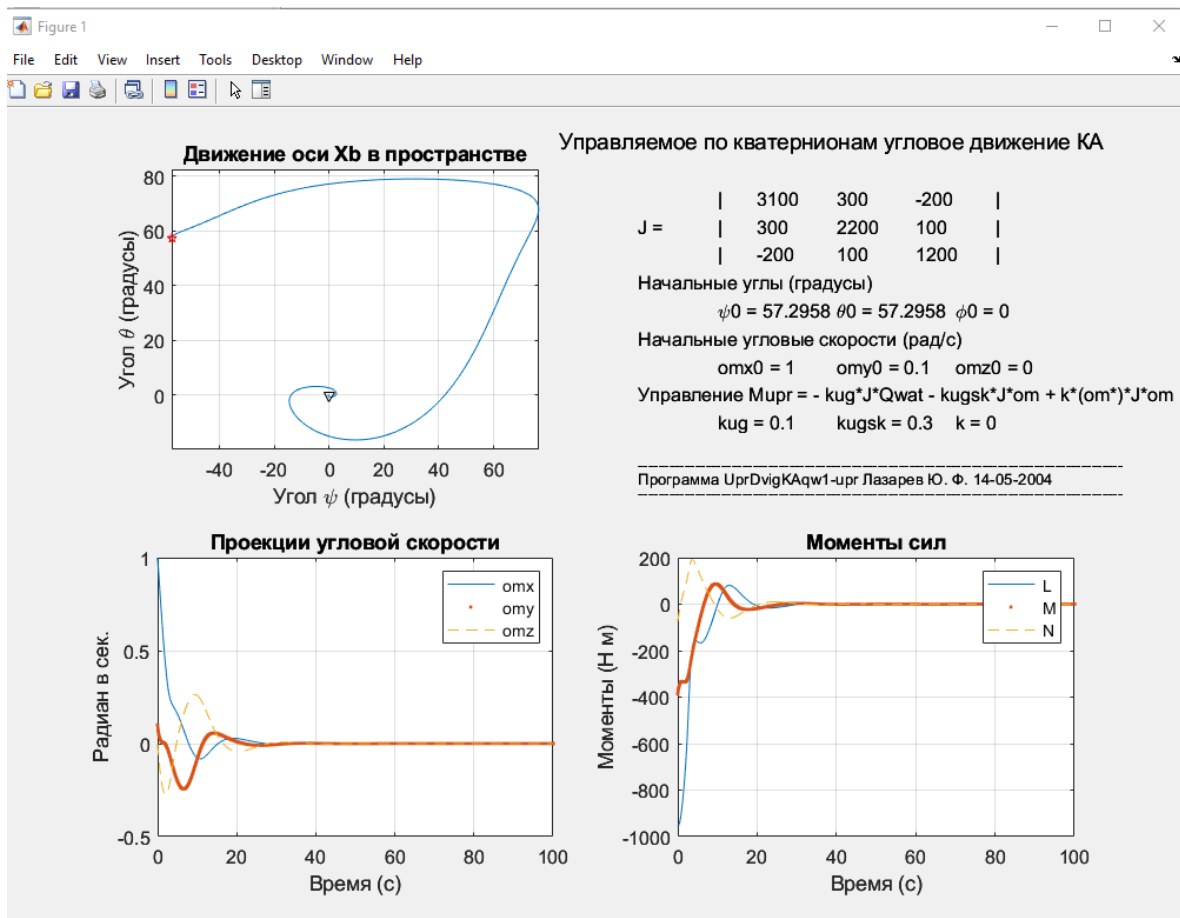 Figure 1
File Edit View Insert Tools Desktop Window Help
Движение оси Xb в пространстве
80
60
40
20
0
Угол θ (градусы)
-40 -20 0 20 40 60
Угол ψ (градусы)
Управляемое по кватернионам угловое движение КА
| 3100 300 -200 |
J = | 300 2200 100 |
| -200 100 1200 |
Начальные углы (градусы)
ψ0 = 57.2958 θ0 = 57.2958 ϕ0 = 0
Начальные угловые скорости (рад/с)
omx0 = 1 omy0 = 0.1 omz0 = 0
Управление Mupr = - kug*J*Qwat - kugsk*J*om + k*(om*)*J*om
kug = 0.1 kugsk = 0.3 k = 0
Программа UprDvigKAqw1-upr Лазарев Ю. Ф. 14-05-2004
Проекции угловой скорости
1
0.5
0
-0.5
Радиан в сек.
omx
omy
omz
0 20 40 60 80 100
Время (с)
Моменты сил
200
0
-200
-400
-600
-800
-1000
Моменты (Н м)
L
M
N
0 20 40 60 80 100
Время (с)